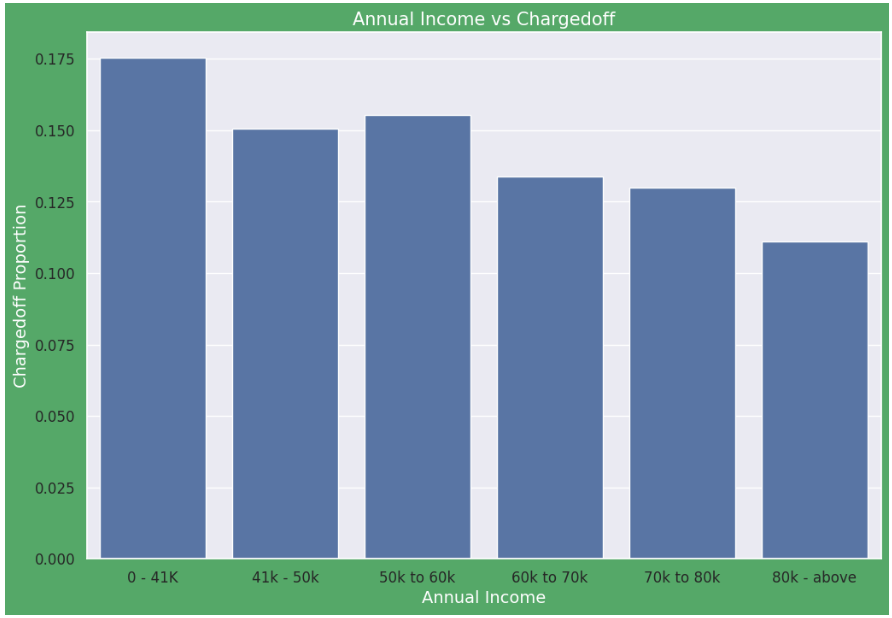 Annual Income vs Chargedoff
Chargedoff Proportion
0.175
0.150
0.125
0.100
0.075
0.050
0.025
0.000
0 - 41K
41k - 50k
50k to 60k
60k to 70k
70k to 80k
80k - above
Annual Income